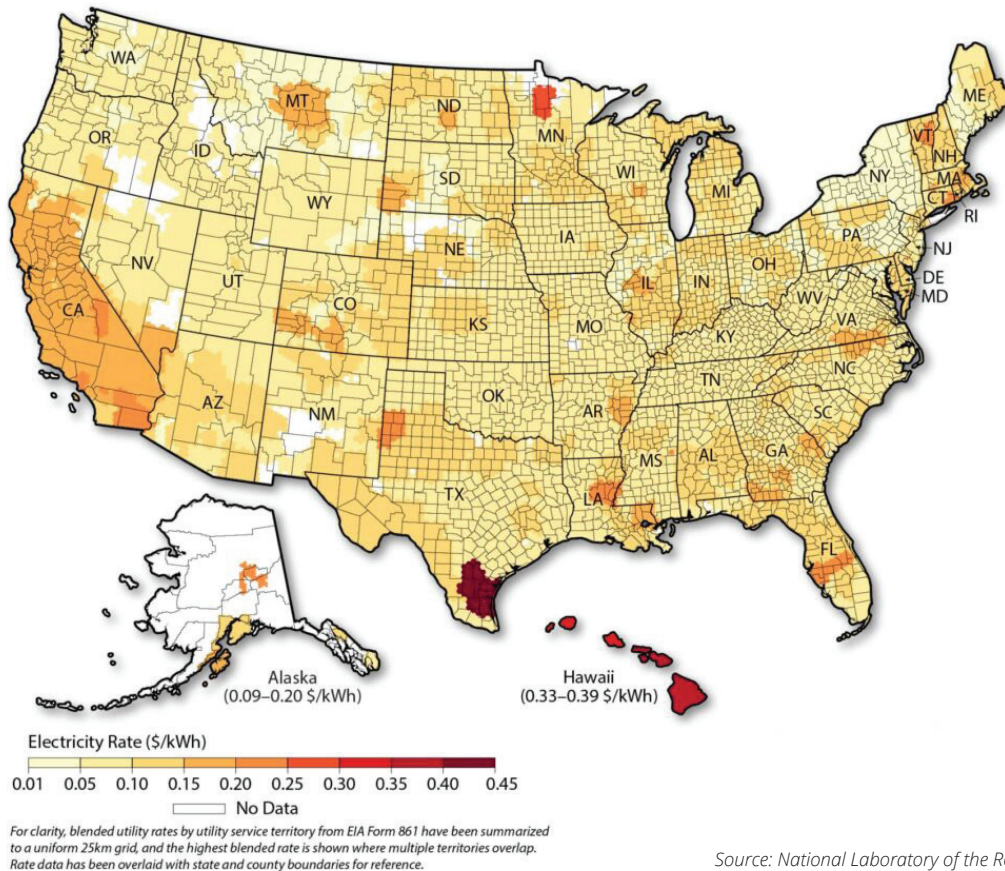 WA
MT
ND
MN
ME
OR
ID
SD
WI
MI
VT
NH
NY
MA
CT
RI
WY
IA
PA
NJ
NE
NV
UT
CO
IL
IN
OH
DE
MD
WV
VA
CA
KS
MO
KY
NC
TN
AZ
NM
OK
AR
SC
MS
AL
GA
TX
LA
FL
Alaska
(0.09–0.20 $/kWh)
Hawaii
(0.33–0.39 $/kWh)
Electricity Rate ($/kWh)
0.01 0.05 0.10 0.15 0.20 0.25 0.30 0.35 0.40 0.45
No Data
For clarity, blended utility rates by utility service territory from EIA Form 861 have been summarized
to a uniform 25km grid, and the highest blended rate is shown where multiple territories overlap.
Rate data has been overlaid with state and county boundaries for reference.
Source: National Laboratory of the Ro